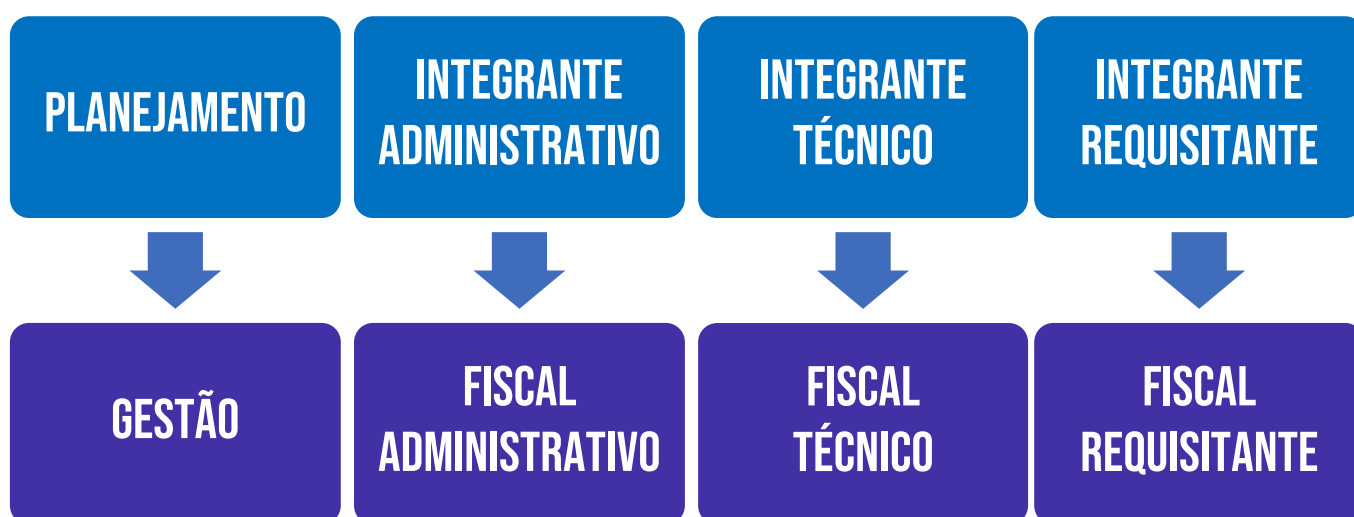 PLANEJAMENTO
INTEGRANTE
ADMINISTRATIVO
INTEGRANTE
TÉCNICO
INTEGRANTE
REQUISITANTE
GESTÃO
FISCAL
ADMINISTRATIVO
FISCAL
TÉCNICO
FISCAL
REQUISITANTE